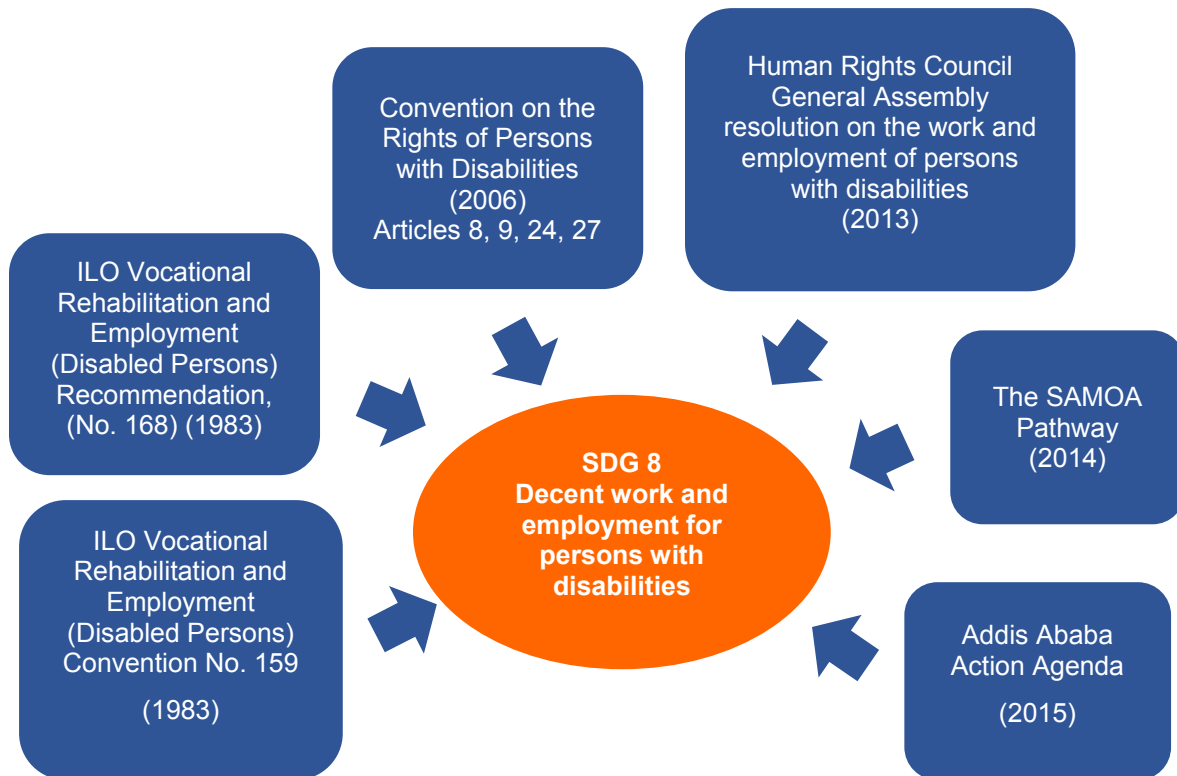 Human Rights Council
General Assembly
resolution on the work and
employment of persons
with disabilities
(2013)
Convention on the
Rights of Persons
with Disabilities
(2006)
Articles 8, 9, 24, 27
ILO Vocational
Rehabilitation and
Employment
(Disabled Persons)
Recommendation,
(No. 168) (1983)
The SAMOA
Pathway
(2014)
SDG 8
Decent work and
employment for
persons with
disabilities
ILO Vocational
Rehabilitation and
Employment
(Disabled Persons)
Convention No. 159
(1983)
Addis Ababa
Action Agenda
(2015)